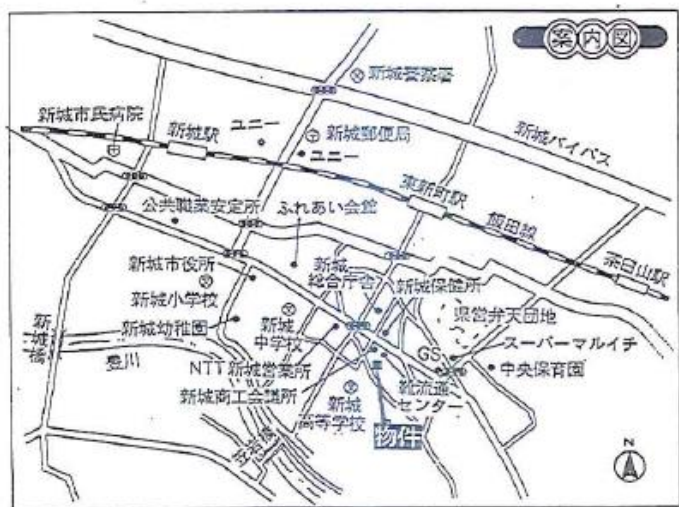 案内図
新城警察署
新城市民病院
新城駅
ユニー
新城郵便局
ユニー
新城バイパス
東新町駅
飯田線
茶臼山駅
公共職業安定所
ふれあい会館
新城市役所
新城小学校
新城
総合庁舎
新城保健所
県営弁天団地
新城幼稚園
新城
中学校
GS
スーパーマルイチ
中央保育園
新城橋
豊川
NTT新城営業所
新城商工会議所
靴流通
センター
新城
高等学校
笠岩橋
物件
N